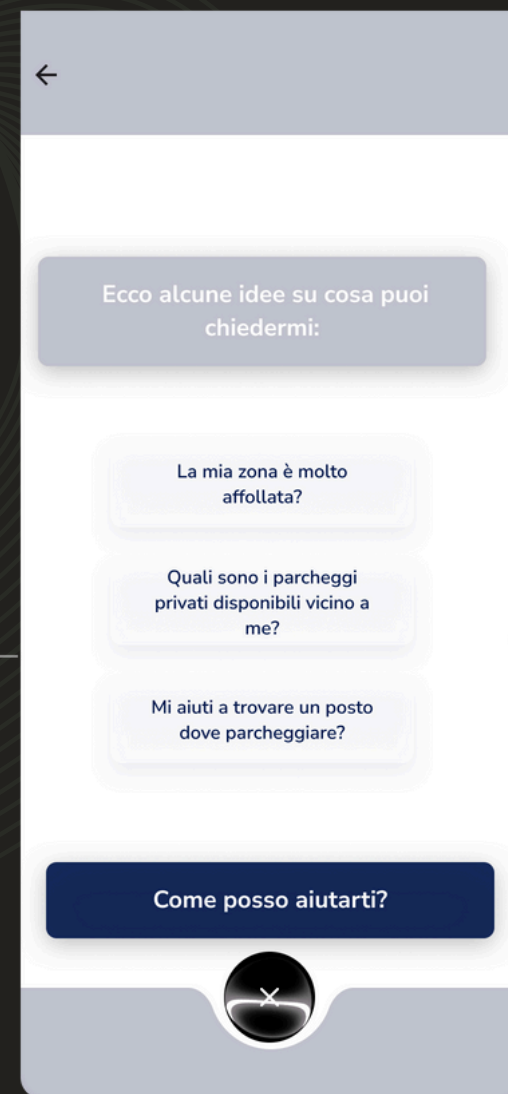 Ecco alcune idee su cosa puoi
chiedermi:
La mia zona è molto
affollata?
Quali sono i parcheggi
privati disponibili vicino a
me?
Mi aiuti a trovare un posto
dove parcheggiare?
Come posso aiutarti?